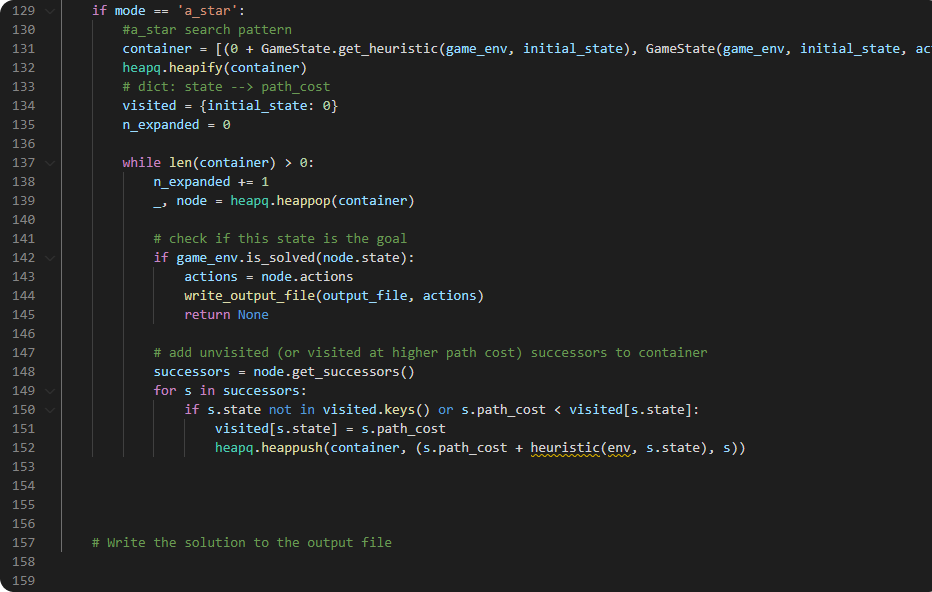 129 if mode == 'a_star':
130 #a_star search pattern
131 container = [(0 + GameState.get_heuristic(game_env, initial_state), GameState(game_env, initial_state, ac
132 heapq.heapify(container)
133 # dict: state --> path_cost
134 visited = {initial_state: 0}
135 n_expanded = 0
136
137 while len(container) > 0:
138 n_expanded += 1
139 _, node = heapq.heappop(container)
140
141 # check if this state is the goal
142 if game_env.is_solved(node.state):
143 actions = node.actions
144 write_output_file(output_file, actions)
145 return None
146
147 # add unvisited (or visited at higher path cost) successors to container
148 successors = node.get_successors()
149 for s in successors:
150 if s.state not in visited.keys() or s.path_cost < visited[s.state]:
151 visited[s.state] = s.path_cost
152 heapq.heappush(container, (s.path_cost + heuristic(env, s.state), s))
153
154
155
156
157 # Write the solution to the output file
158
159